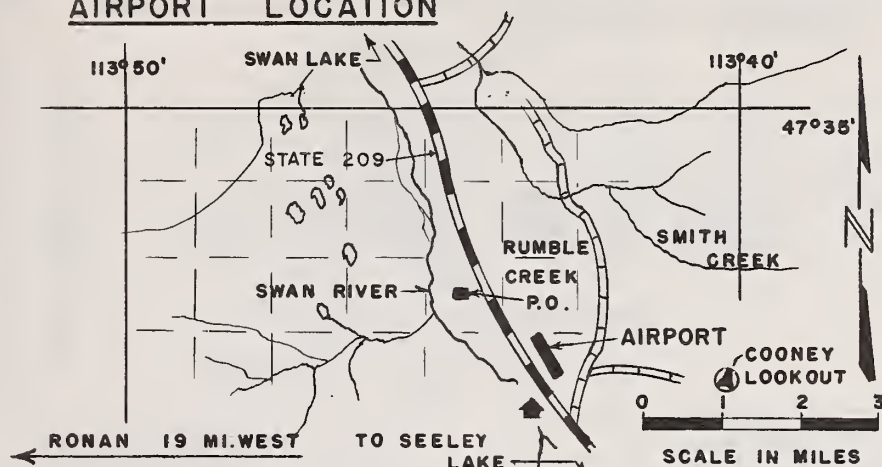 AIRPORT LOCATION
113°50'
SWAN LAKE
113°40'
47°35'
STATE 209
N
SMITH
CREEK
RUMBLE
CREEK
P.O.
SWAN RIVER
AIRPORT
COONEY
LOOKOUT
0 1 2 3
SCALE IN MILES
RONAN 19 MI. WEST
TO SEELEY
LAKE